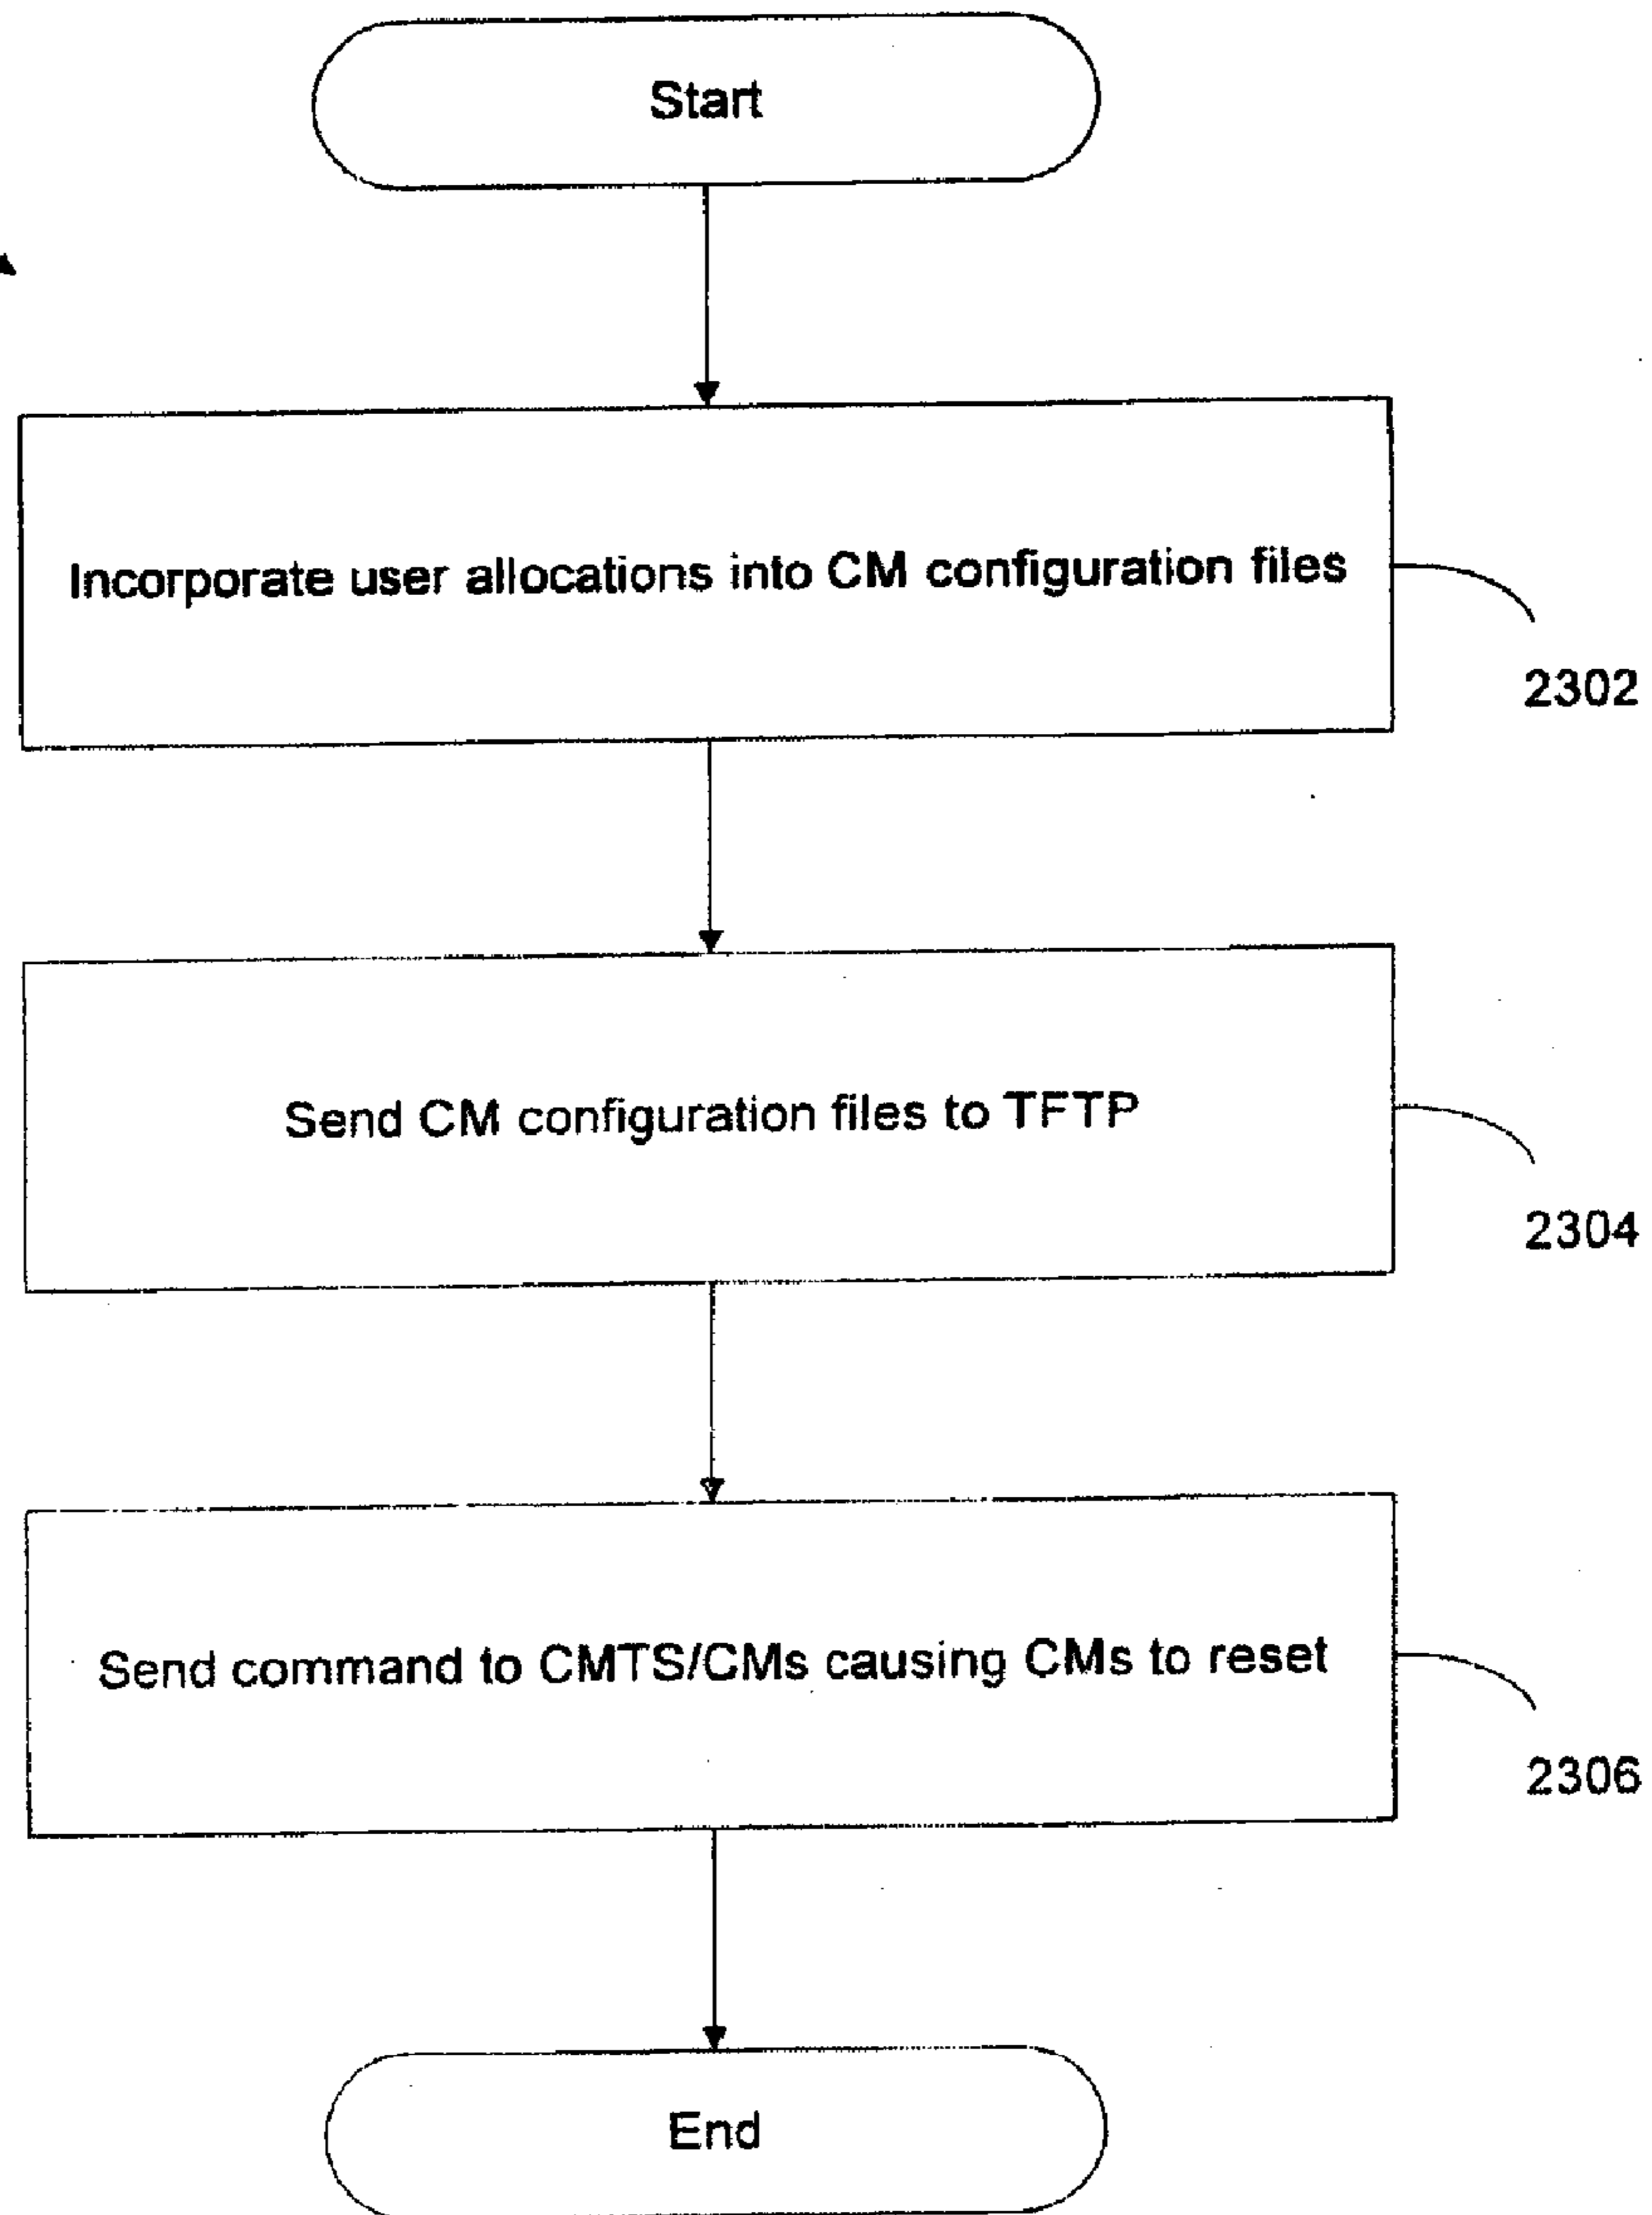 Start
Incorporate user allocations into CM configuration files
2302
Send CM configuration files to TFTP
2304
Send command to CMTS/CMs causing CMs to reset
2306
End